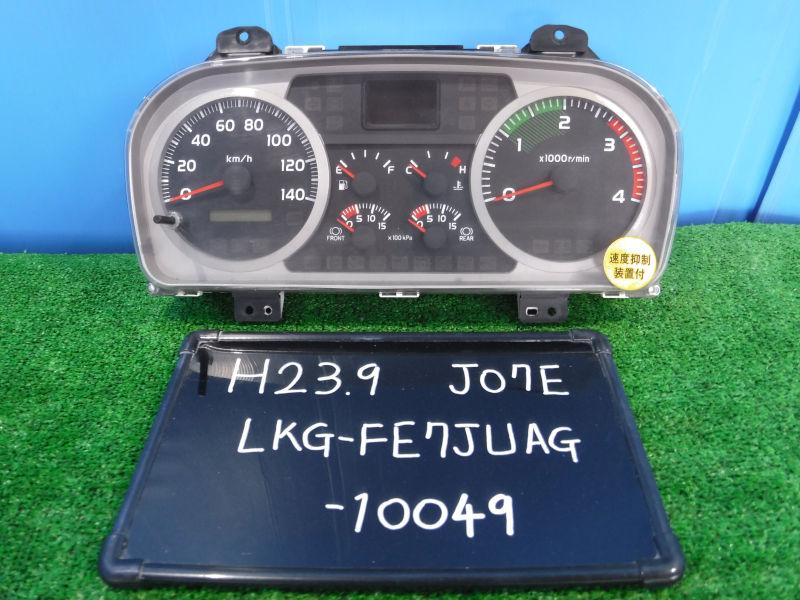 0 20 40 60 80 100 120 140
km/h
E F
C H
0 5 10 15
FRONT
x100 kPa
0 5 10 15
REAR
0 1 2 3 4
x1000r/min
速度抑制
装置付
H23.9 J07E
LKG-FE7JUAG
-10049